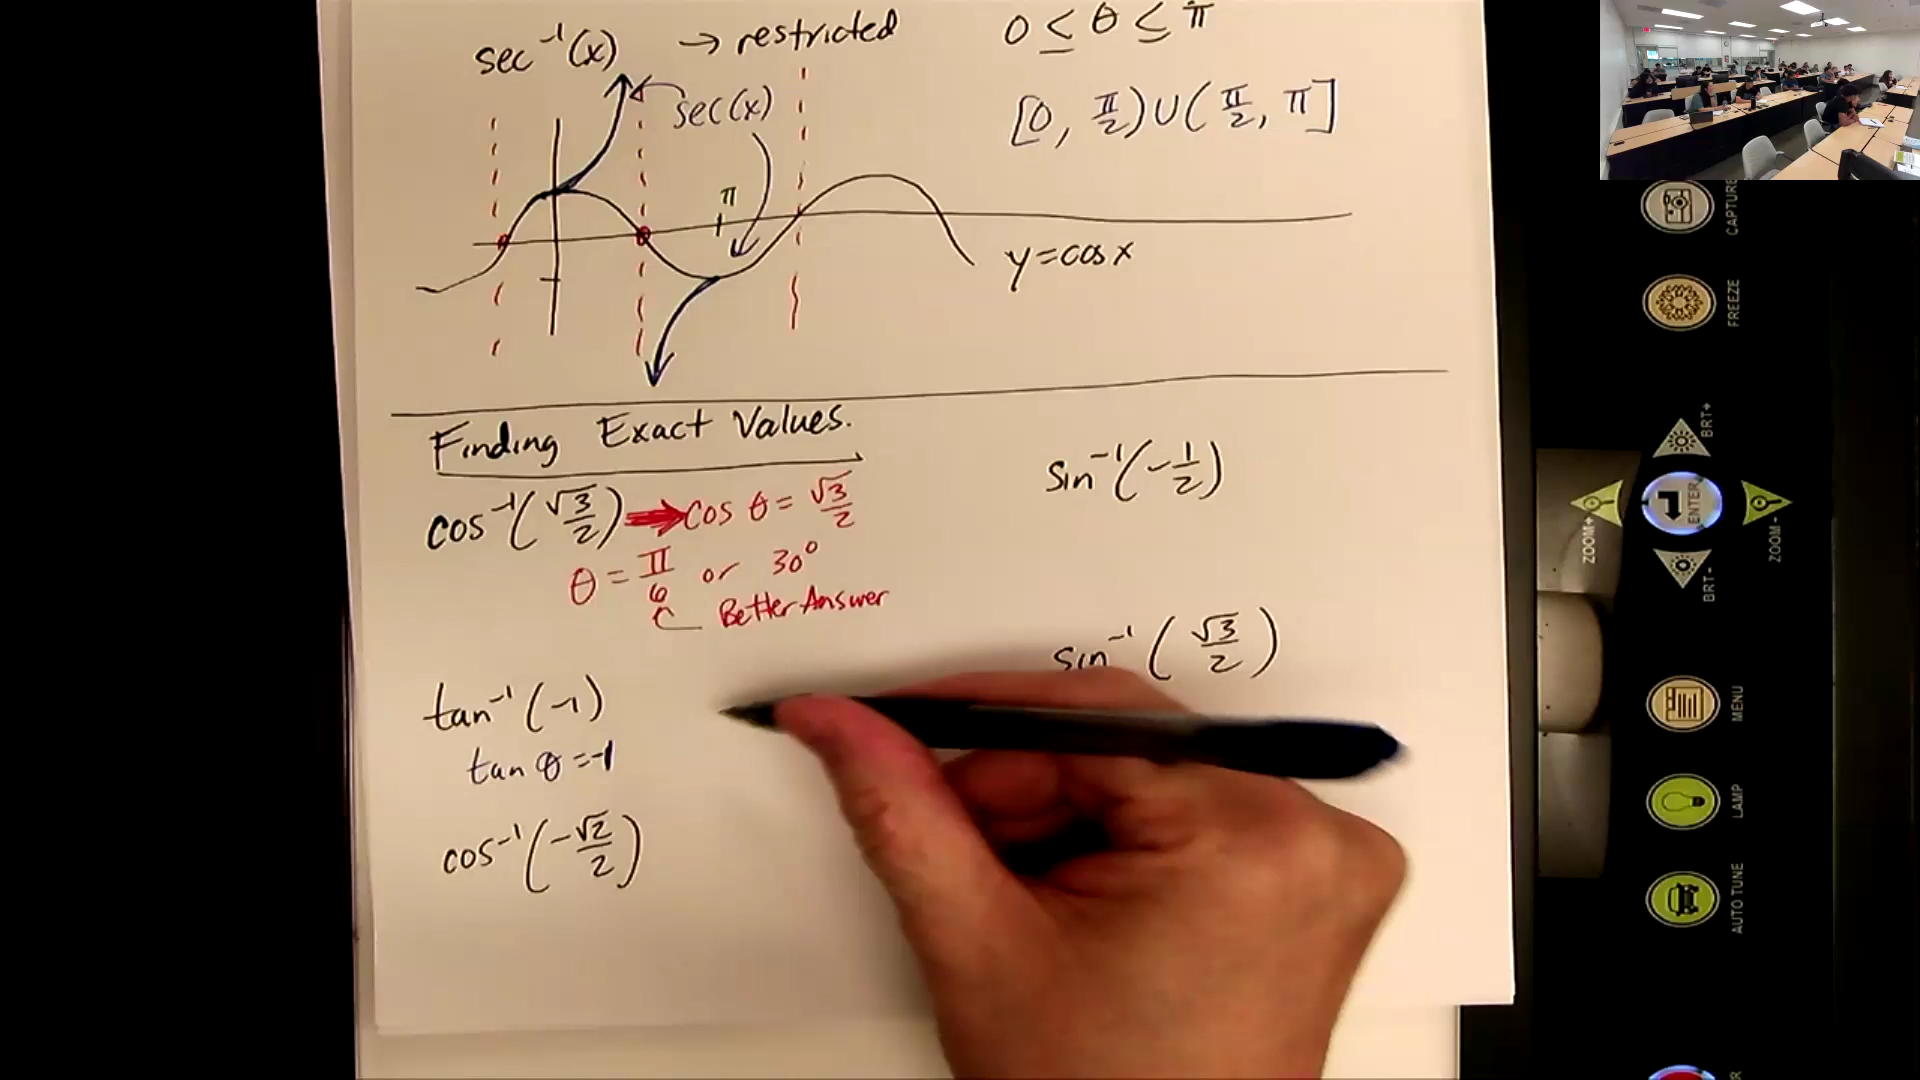 sec⁻¹(x) → restricted
0 ≤ θ ≤ π
sec(x)
[0, π/2) ∪ (π/2, π]
π
y = cos x
Finding Exact Values.
cos⁻¹(√3/2) ⇒ cos θ = √3/2
θ = π/6 or 30°
Better Answer
sin⁻¹(-1/2)
sin⁻¹(√3/2)
tan⁻¹(-1)
tan θ = -1
cos⁻¹(-√2/2)
CAPTURE
FREEZE
BRT+
ZOOM+
ENTER
ZOOM-
BRT-
MENU
LAMP
AUTO TUNE